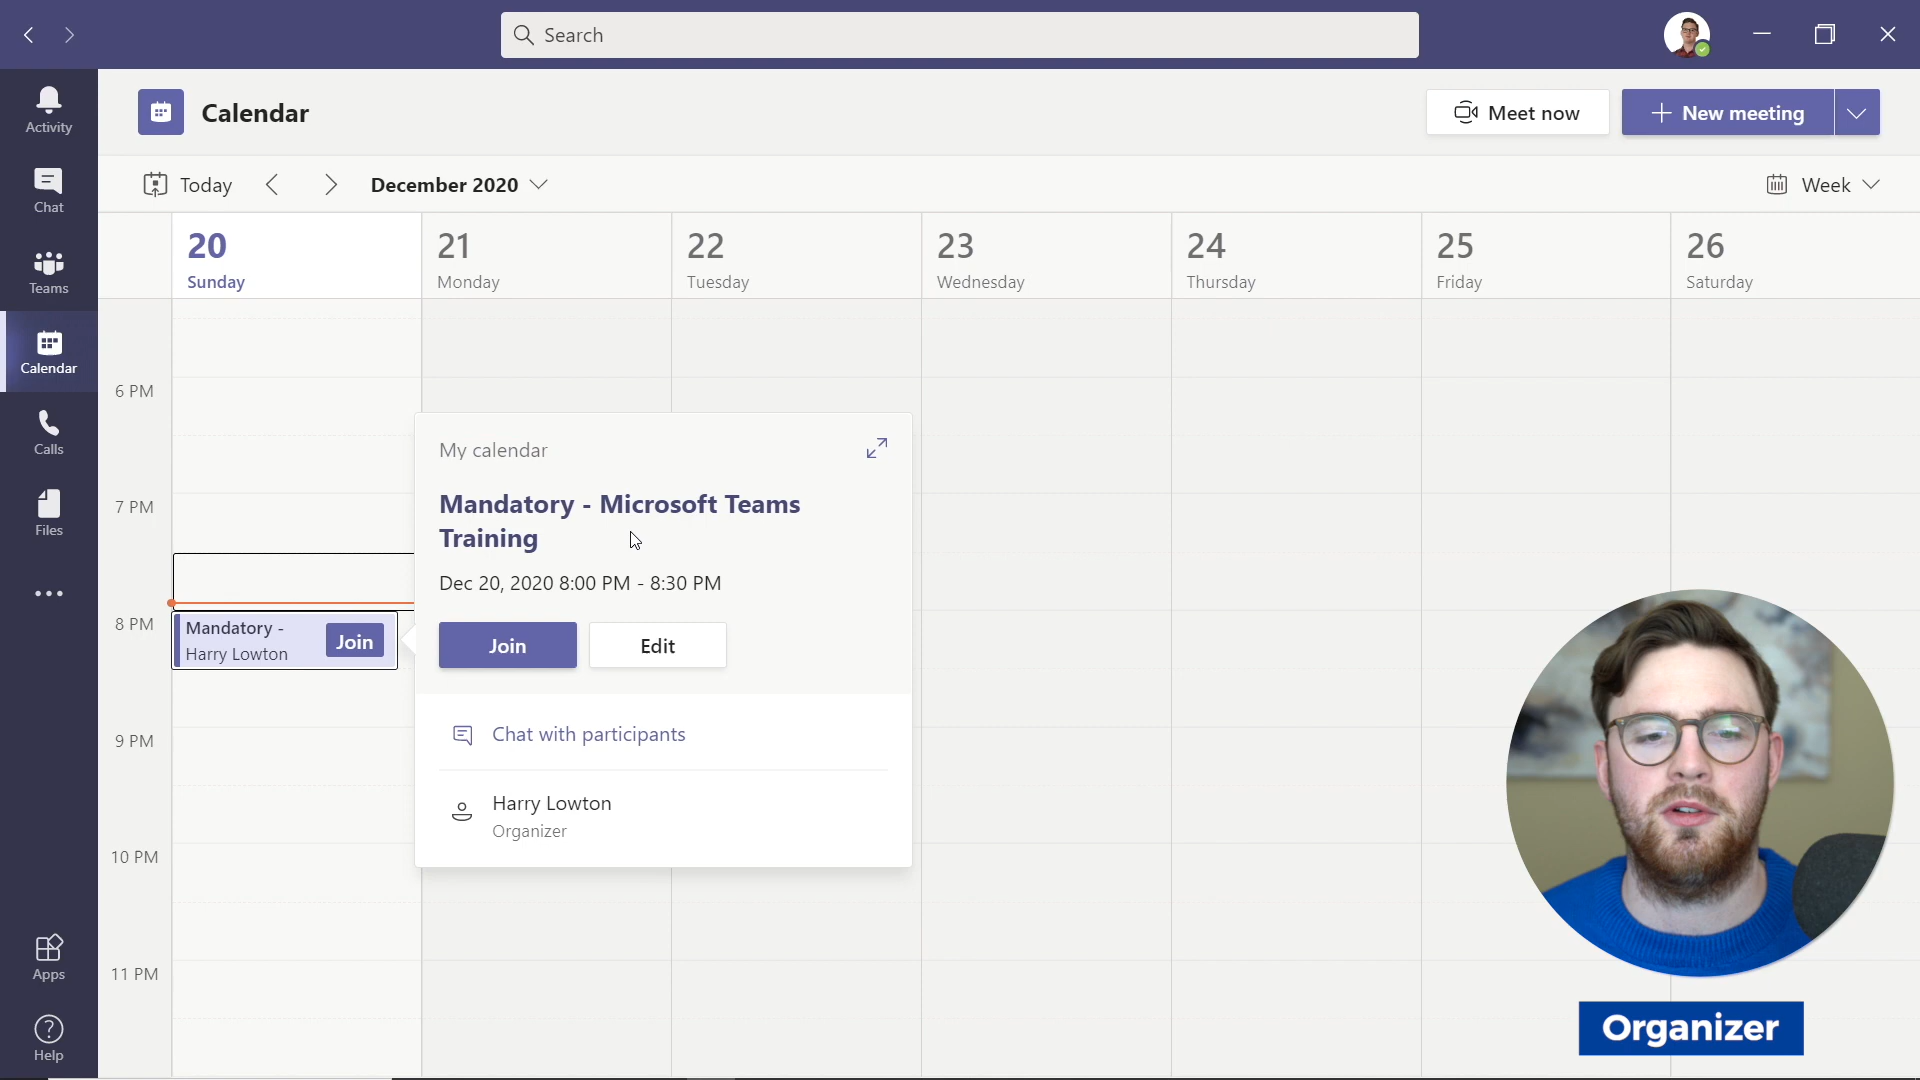 Search
Activity
Chat
Teams
Calendar
Calls
Files
Apps
Help
Calendar
Meet now
New meeting
Today
December 2020
Week
20
Sunday
21
Monday
22
Tuesday
23
Wednesday
24
Thursday
25
Friday
26
Saturday
6 PM
7 PM
8 PM
9 PM
10 PM
11 PM
Mandatory -
Harry Lowton
Join
My calendar
Mandatory - Microsoft Teams
Training
Dec 20, 2020 8:00 PM - 8:30 PM
Join
Edit
Chat with participants
Harry Lowton
Organizer
Organizer